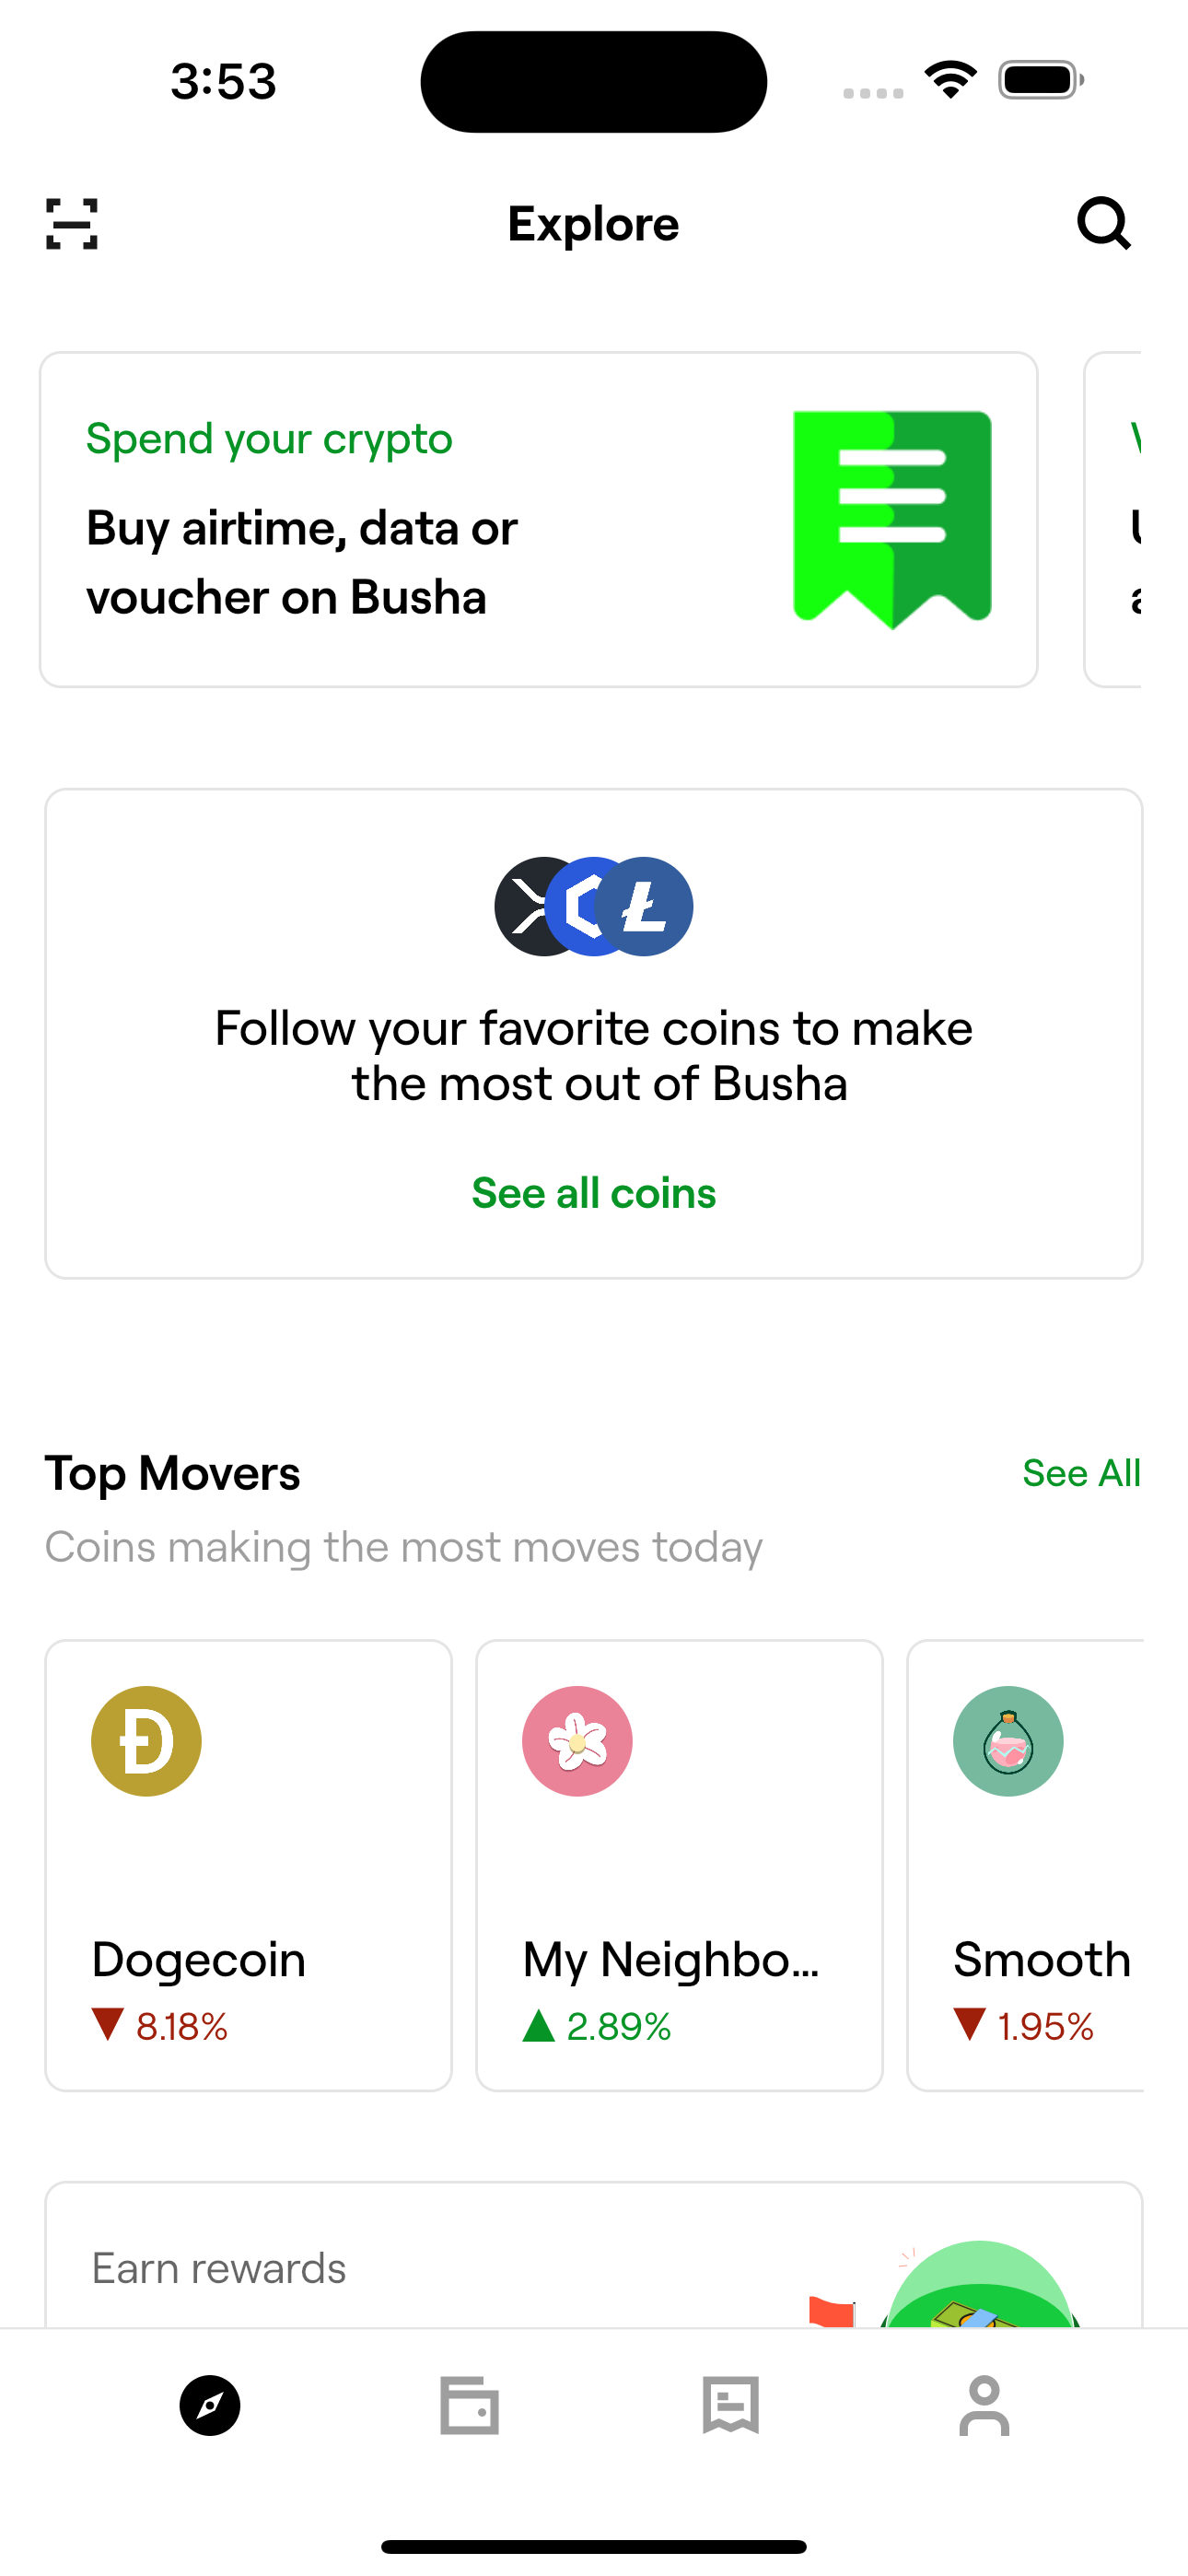 3:53
Explore
Spend your crypto
Buy airtime, data or
voucher on Busha
Follow your favorite coins to make
the most out of Busha
See all coins
Top Movers
See All
Coins making the most moves today
Dogecoin
My Neighbo...
Smooth
▼ 8.18%
▲ 2.89%
▼ 1.95%
Earn rewards